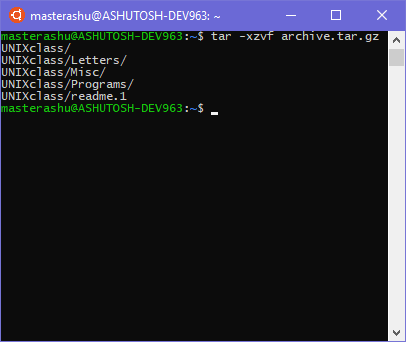 masterashu@ASHUTOSH-DEV963: ~
masterashu@ASHUTOSH-DEV963:~$ tar -xzvf archive.tar.gz
UNIXclass/
UNIXclass/Letters/
UNIXclass/Misc/
UNIXclass/Programs/
UNIXclass/readme.1
masterashu@ASHUTOSH-DEV963:~$